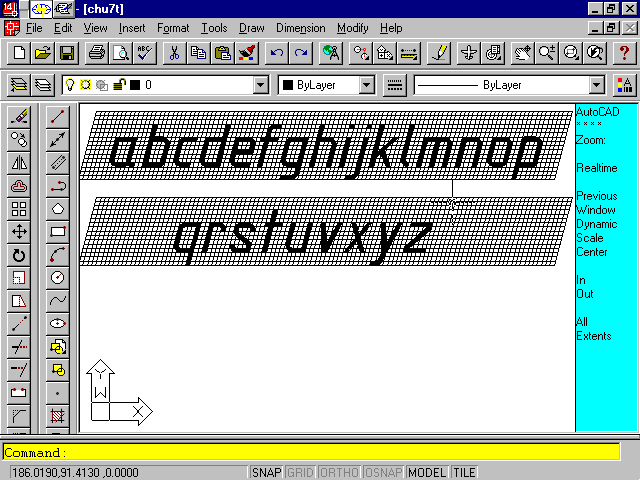 14 - [chu7t]
File Edit View Insert Format Tools Draw Dimension Modify Help
ABC ?
0 ByLayer ByLayer
abcdefghijklmnop
qrstuvxyz
AutoCAD
* * * *
Zoom:
Realtime
Previous
Window
Dynamic
Scale
Center
In
Out
All
Extents
Y
W
X
Command:
186.0190,91.4130 ,0.0000 SNAP GRID ORTHO OSNAP MODEL TILE